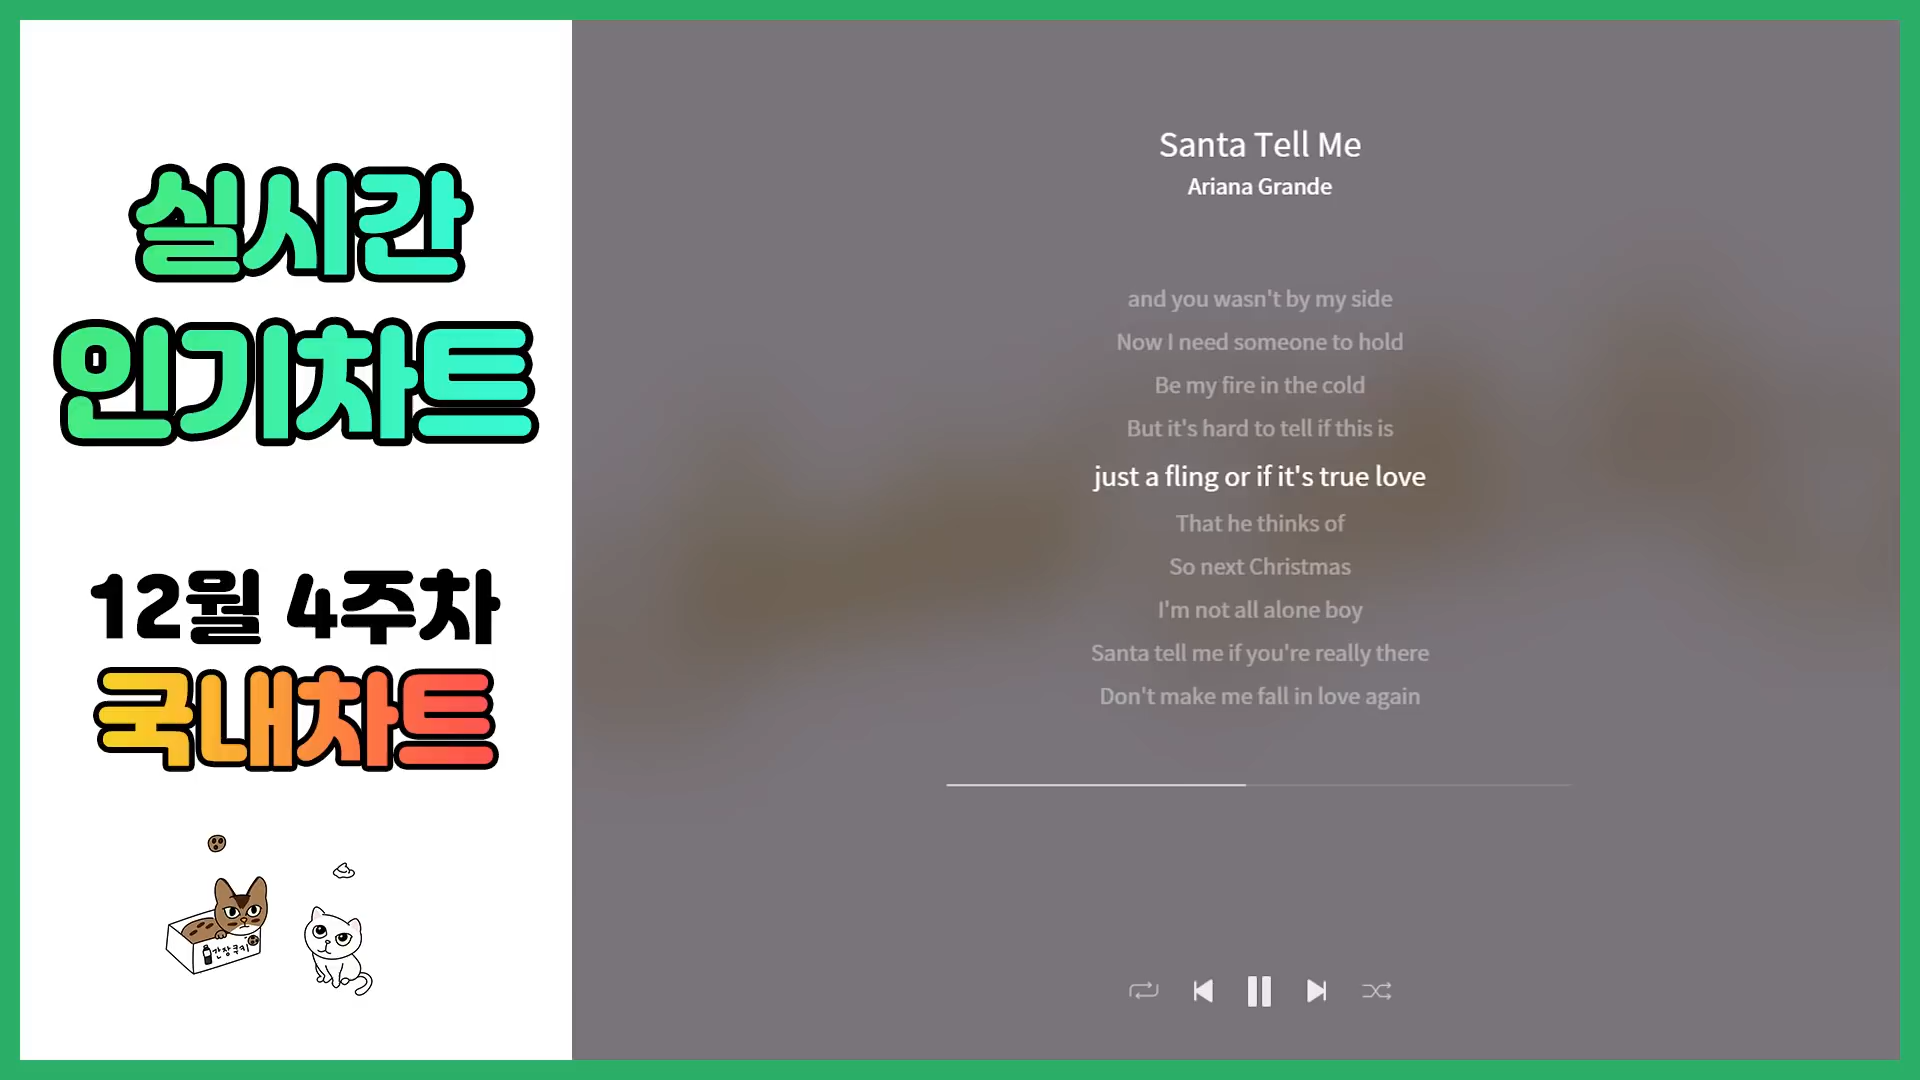 실시간
인기차트
12월 4주차
국내차트
간장쿠키
Santa Tell Me
Ariana Grande
and you wasn't by my side
Now I need someone to hold
Be my fire in the cold
But it's hard to tell if this is
just a fling or if it's true love
That he thinks of
So next Christmas
I'm not all alone boy
Santa tell me if you're really there
Don't make me fall in love again